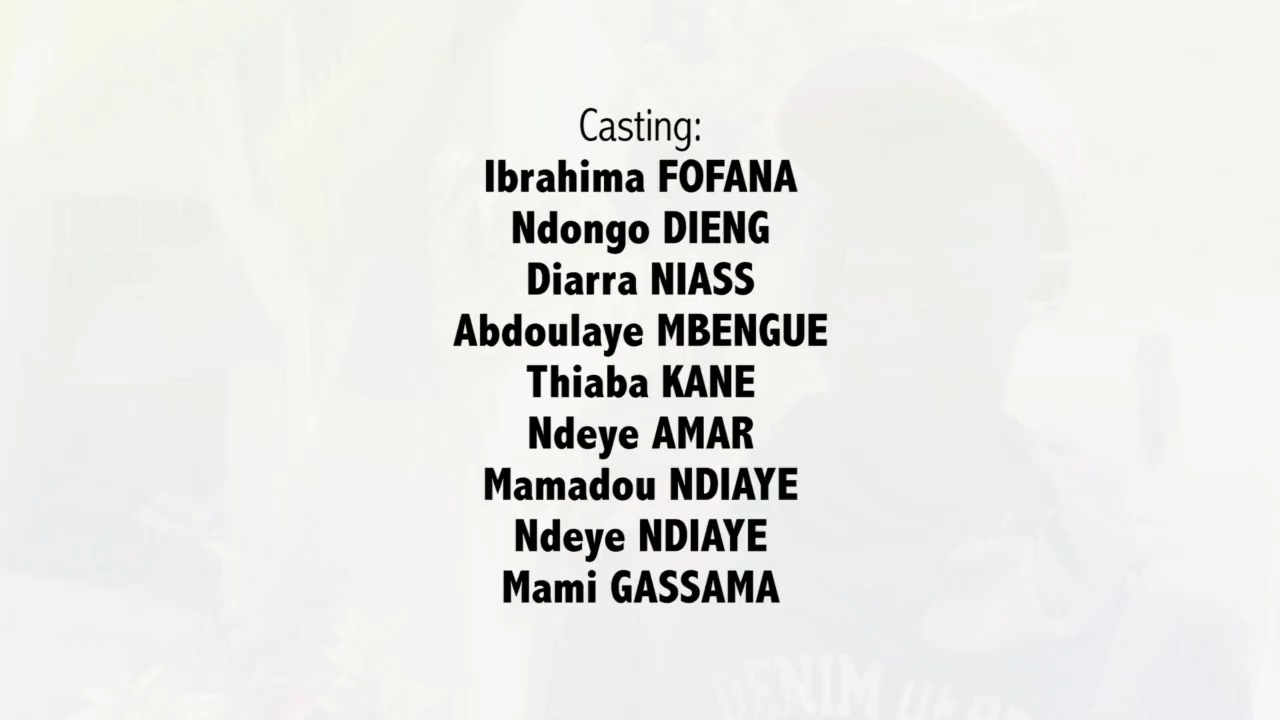 Casting:
Ibrahima FOFANA
Ndongo DIENG
Diarra NIASS
Abdoulaye MBENGUE
Thiaba KANE
Ndeye AMAR
Mamadou NDIAYE
Ndeye NDIAYE
Mami GASSAMA
DENIM